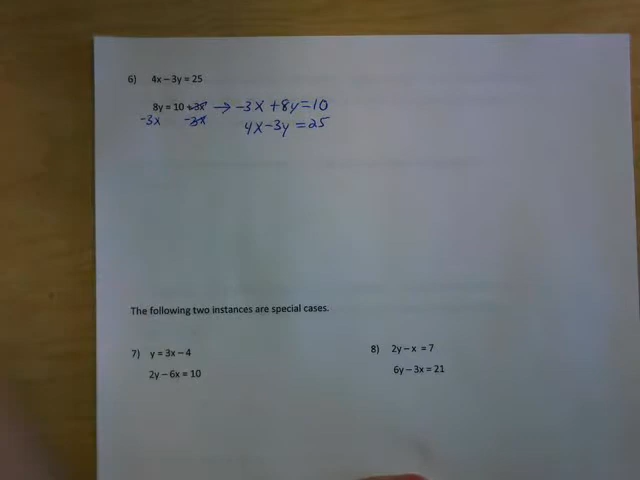 6) 4x – 3y = 25
8y = 10 +3x → -3x + 8y = 10
-3x -3x 4x - 3y = 25
The following two instances are special cases.
7) y = 3x – 4
2y – 6x = 10
8) 2y – x = 7
6y – 3x = 21